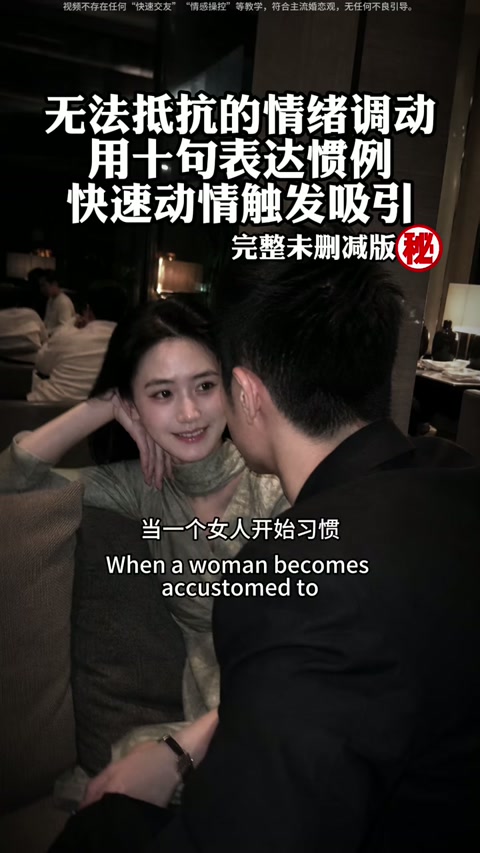 视频不存在任何“快速交友”“情感操控”等教学，符合主流婚恋观，无任何不良引导。
无法抵抗的情绪调动
用十句表达惯例
快速动情触发吸引
完整未删减版 秘
当一个女人开始习惯
When a woman becomes
accustomed to